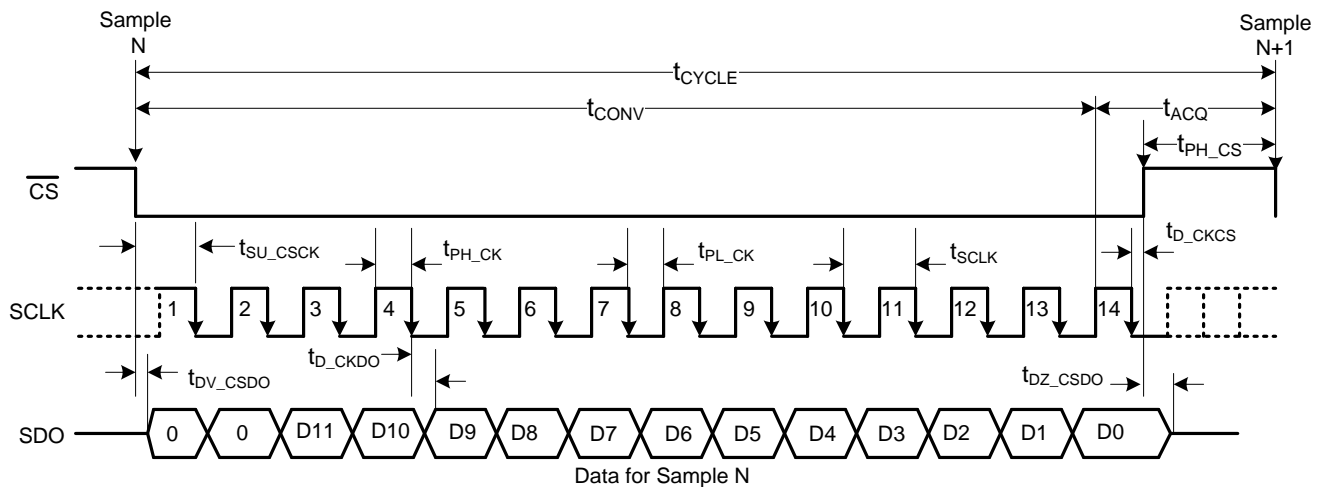 Sample
N
Sample
N+1
tCYCLE
tCONV
tACQ
tPH_CS
CS
tSU_CSCK
tPH_CK
tPL_CK
tSCLK
tD_CKCS
SCLK
1 2 3 4 5 6 7 8 9 10 11 12 13 14
tD_CKDO
tDV_CSDO
tDZ_CSDO
SDO
0 0 D11 D10 D9 D8 D7 D6 D5 D4 D3 D2 D1 D0
Data for Sample N